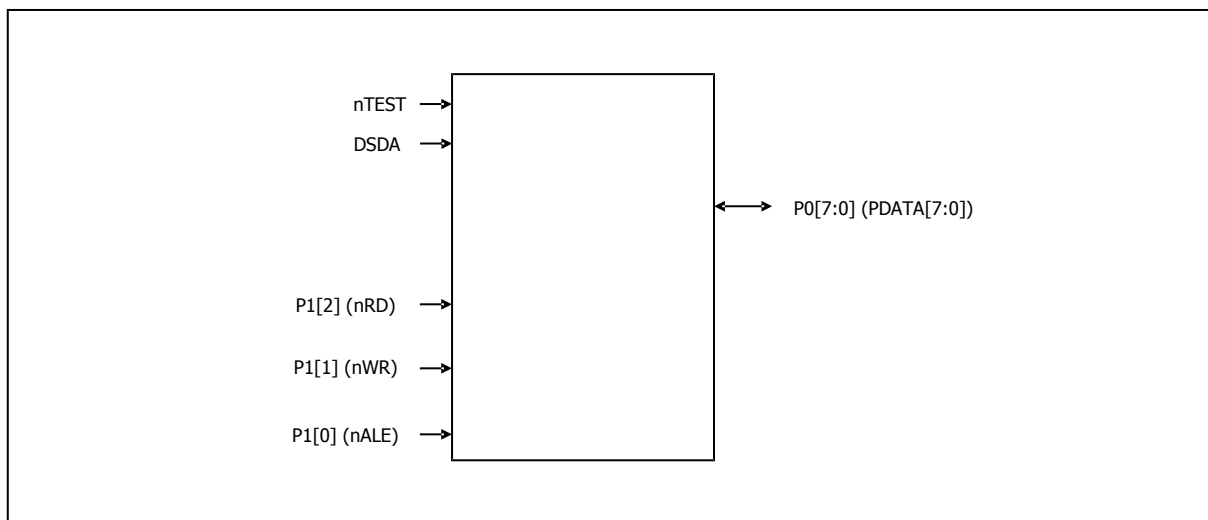 nTEST
DSDA
P0[7:0] (PDATA[7:0])
P1[2] (nRD)
P1[1] (nWR)
P1[0] (nALE)